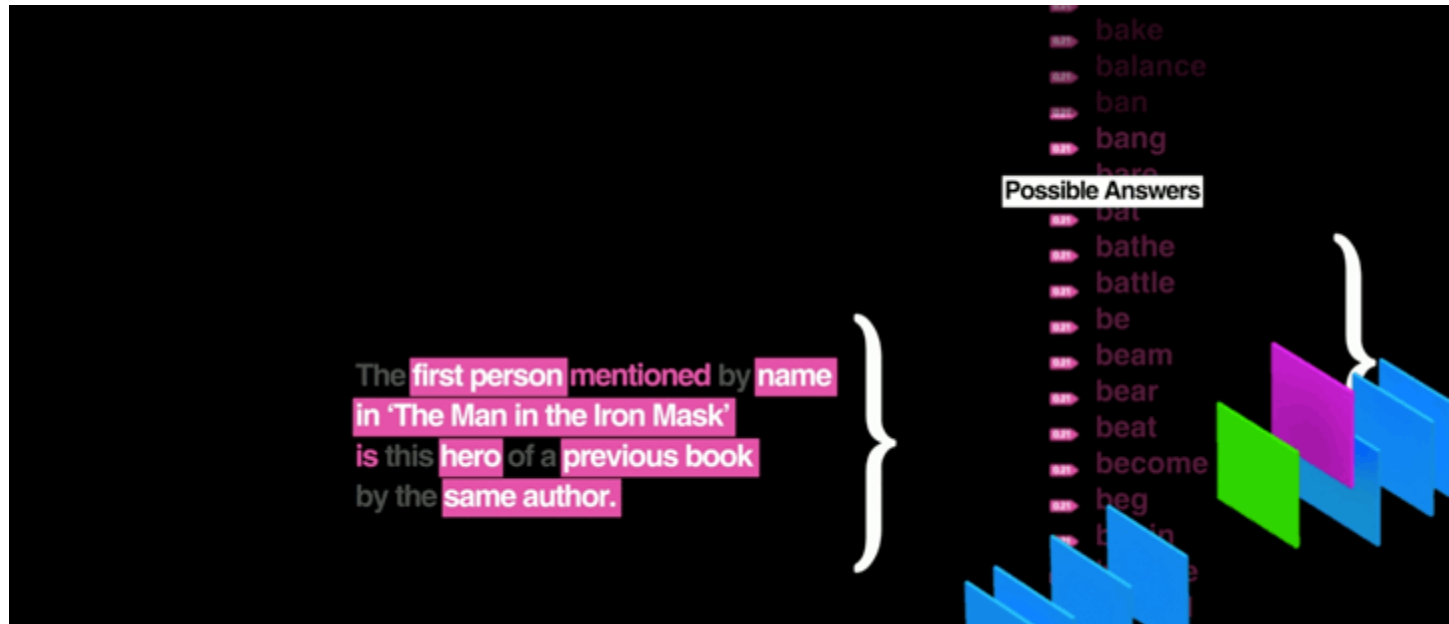 bake
balance
ban
bang
bare
Possible Answers
bat
bathe
battle
be
beam
bear
beat
become
beg
The first person mentioned by name
in ‘The Man in the Iron Mask’
is this hero of a previous book
by the same author.